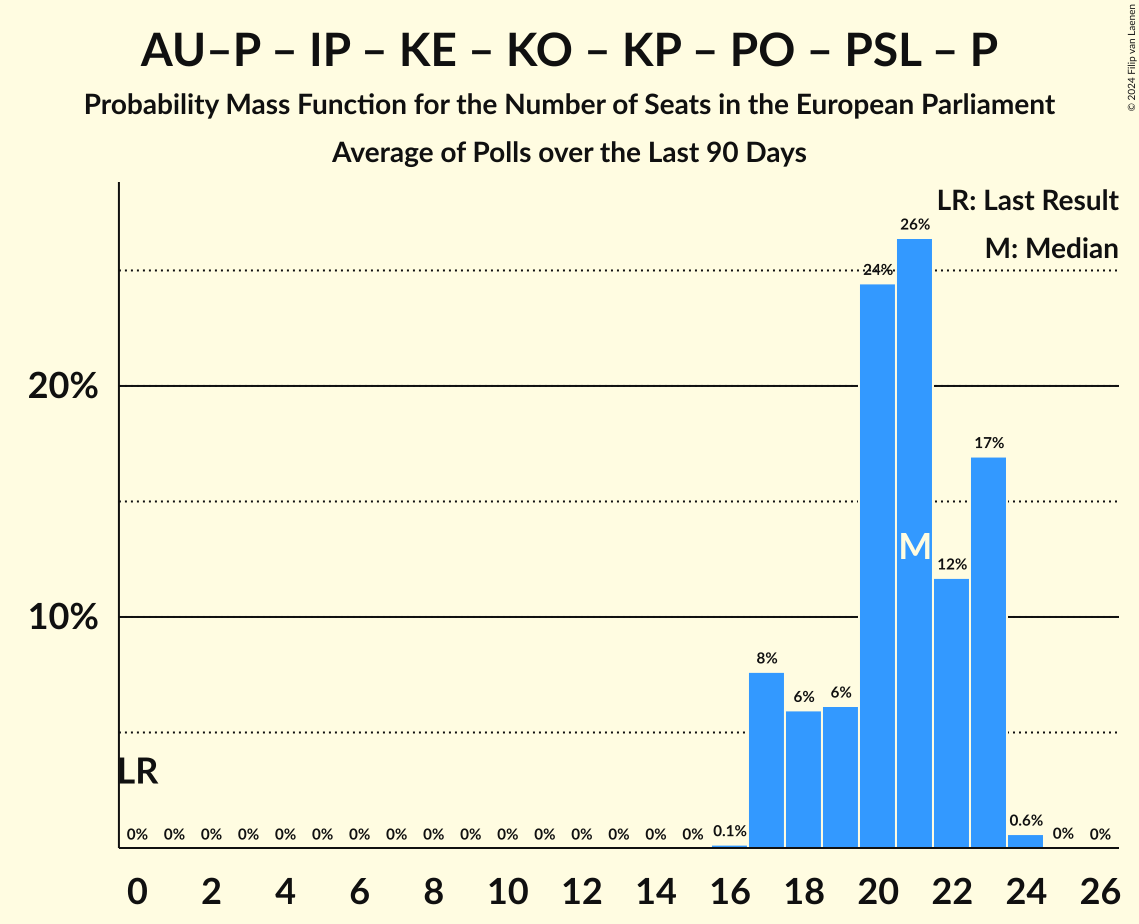 AU–P – IP – KE – KO – KP – PO – PSL – P
Probability Mass Function for the Number of Seats in the European Parliament
Average of Polls over the Last 90 Days
© 2024 Filip van Laenen
LR: Last Result
M: Median
26%
24%
20%
17%
M
12%
10%
8%
6%
6%
LR
0% 0% 0% 0% 0% 0% 0% 0% 0% 0% 0% 0% 0% 0% 0% 0% 0.1% 0.6% 0% 0%
0 2 4 6 8 10 12 14 16 18 20 22 24 26